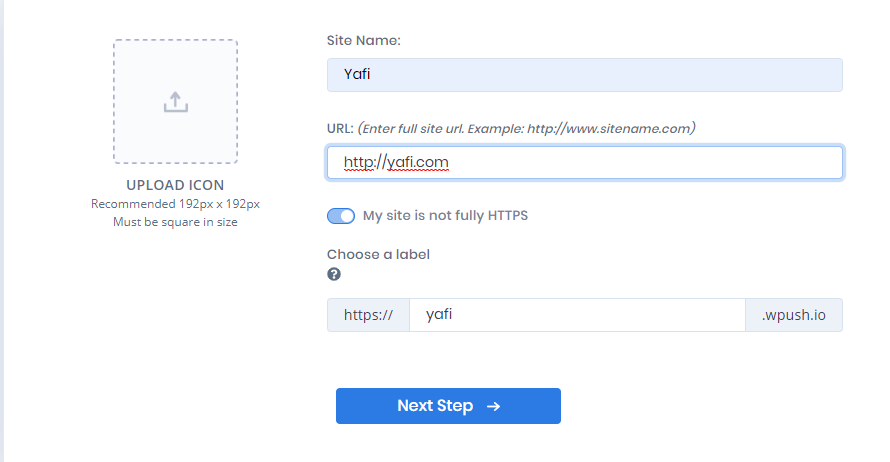 Site Name:
Yafi
URL: (Enter full site url. Example: http://www.sitename.com)
http://yafi.com
UPLOAD ICON
Recommended 192px x 192px
Must be square in size
My site is not fully HTTPS
Choose a label
?
https:// yafi .wpush.io
Next Step →